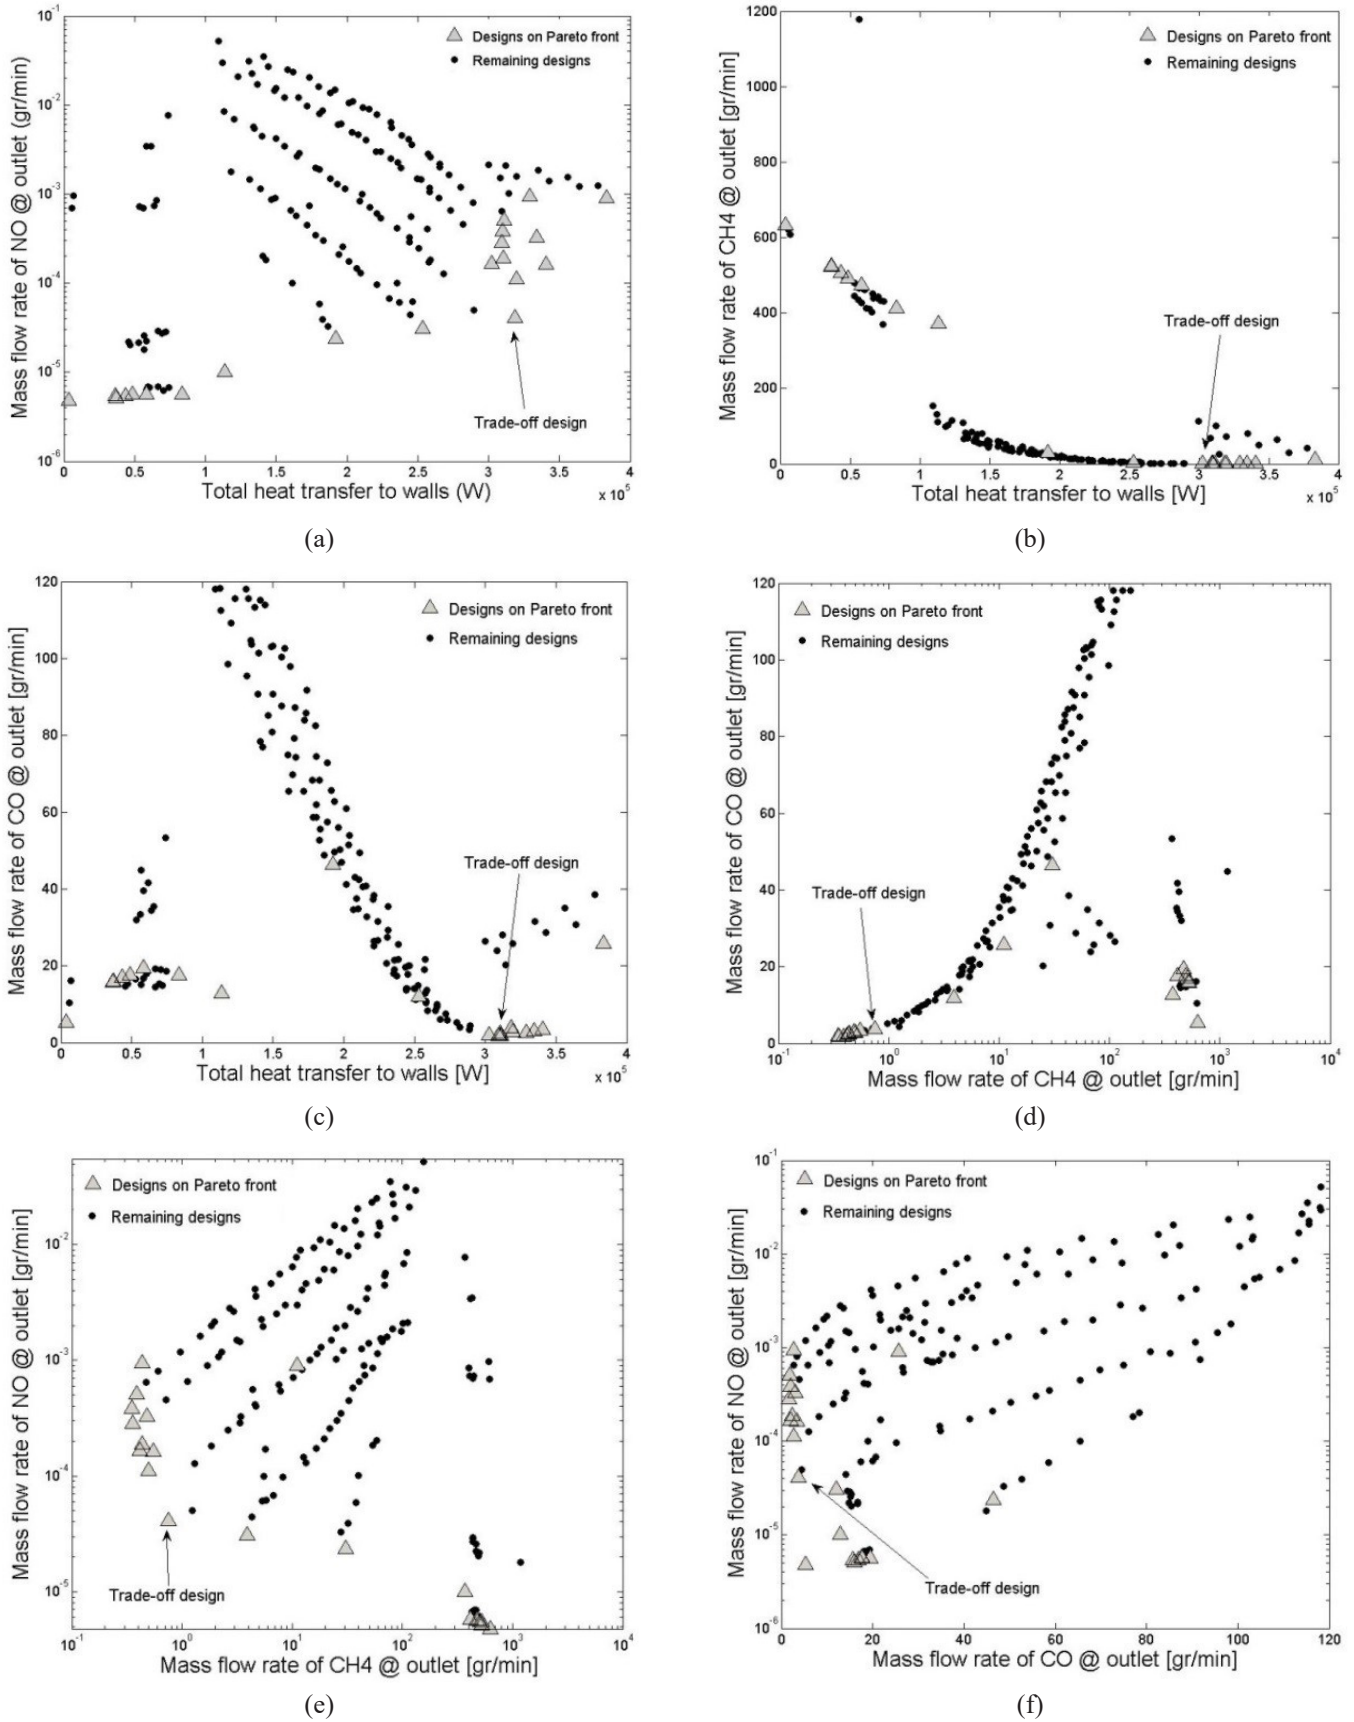 Designs on Pareto front
Remaining designs
Trade-off design
Mass flow rate of NO @ outlet (gr/min)
10^-1
10^-2
10^-3
10^-4
10^-5
10^-6
0 0.5 1 1.5 2 2.5 3 3.5 4
Total heat transfer to walls (W)
x 10^5
(a)
Designs on Pareto front
Remaining designs
Trade-off design
Mass flow rate of CH4 @ outlet [gr/min]
1200
1000
800
600
400
200
0
0 0.5 1 1.5 2 2.5 3 3.5 4
Total heat transfer to walls [W]
x 10^5
(b)
Designs on Pareto front
Remaining designs
Trade-off design
Mass flow rate of CO @ outlet [gr/min]
120
100
80
60
40
20
0
0 0.5 1 1.5 2 2.5 3 3.5 4
Total heat transfer to walls [W]
x 10^5
(c)
Designs on Pareto front
Remaining designs
Trade-off design
Mass flow rate of CO @ outlet [gr/min]
120
100
80
60
40
20
0
10^-1 10^0 10^1 10^2 10^3 10^4
Mass flow rate of CH4 @ outlet [gr/min]
(d)
Designs on Pareto front
Remaining designs
Trade-off design
Mass flow rate of NO @ outlet [gr/min]
10^-2
10^-3
10^-4
10^-5
10^-1 10^0 10^1 10^2 10^3 10^4
Mass flow rate of CH4 @ outlet [gr/min]
(e)
Designs on Pareto front
Remaining designs
Trade-off design
Mass flow rate of NO @ outlet [gr/min]
10^-1
10^-2
10^-3
10^-4
10^-5
10^-6
0 20 40 60 80 100 120
Mass flow rate of CO @ outlet [gr/min]
(f)